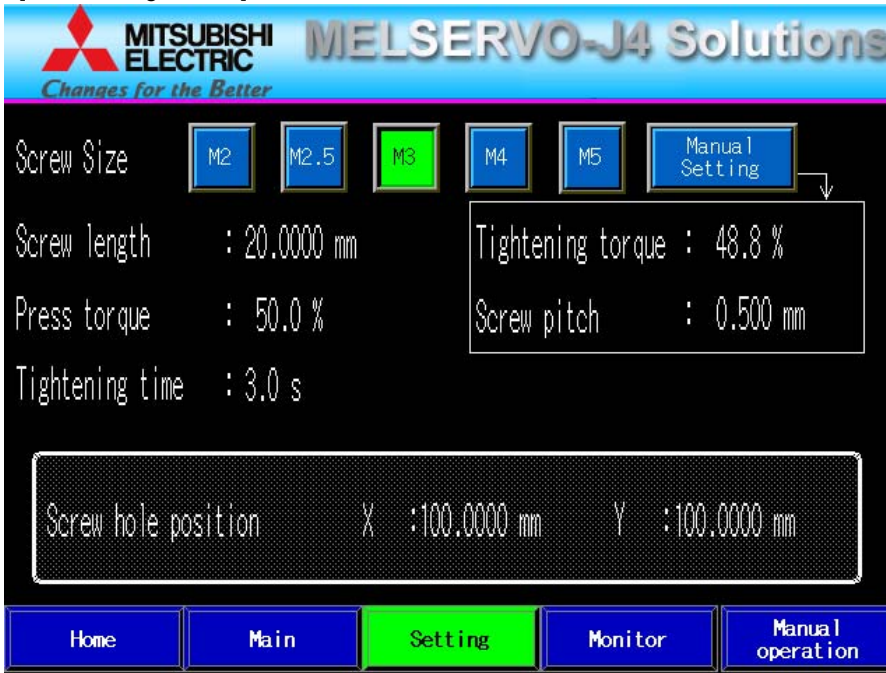 MITSUBISHI
ELECTRIC
Changes for the Better
MELSERVO-J4 Solutions
Screw Size M2 M2.5 M3 M4 M5 Manual
Setting
Screw length : 20.0000 mm
Tightening torque : 48.8 %
Press torque : 50.0 %
Screw pitch : 0.500 mm
Tightening time : 3.0 s
Screw hole position X :100.0000 mm Y :100.0000 mm
Home Main Setting Monitor Manual
operation